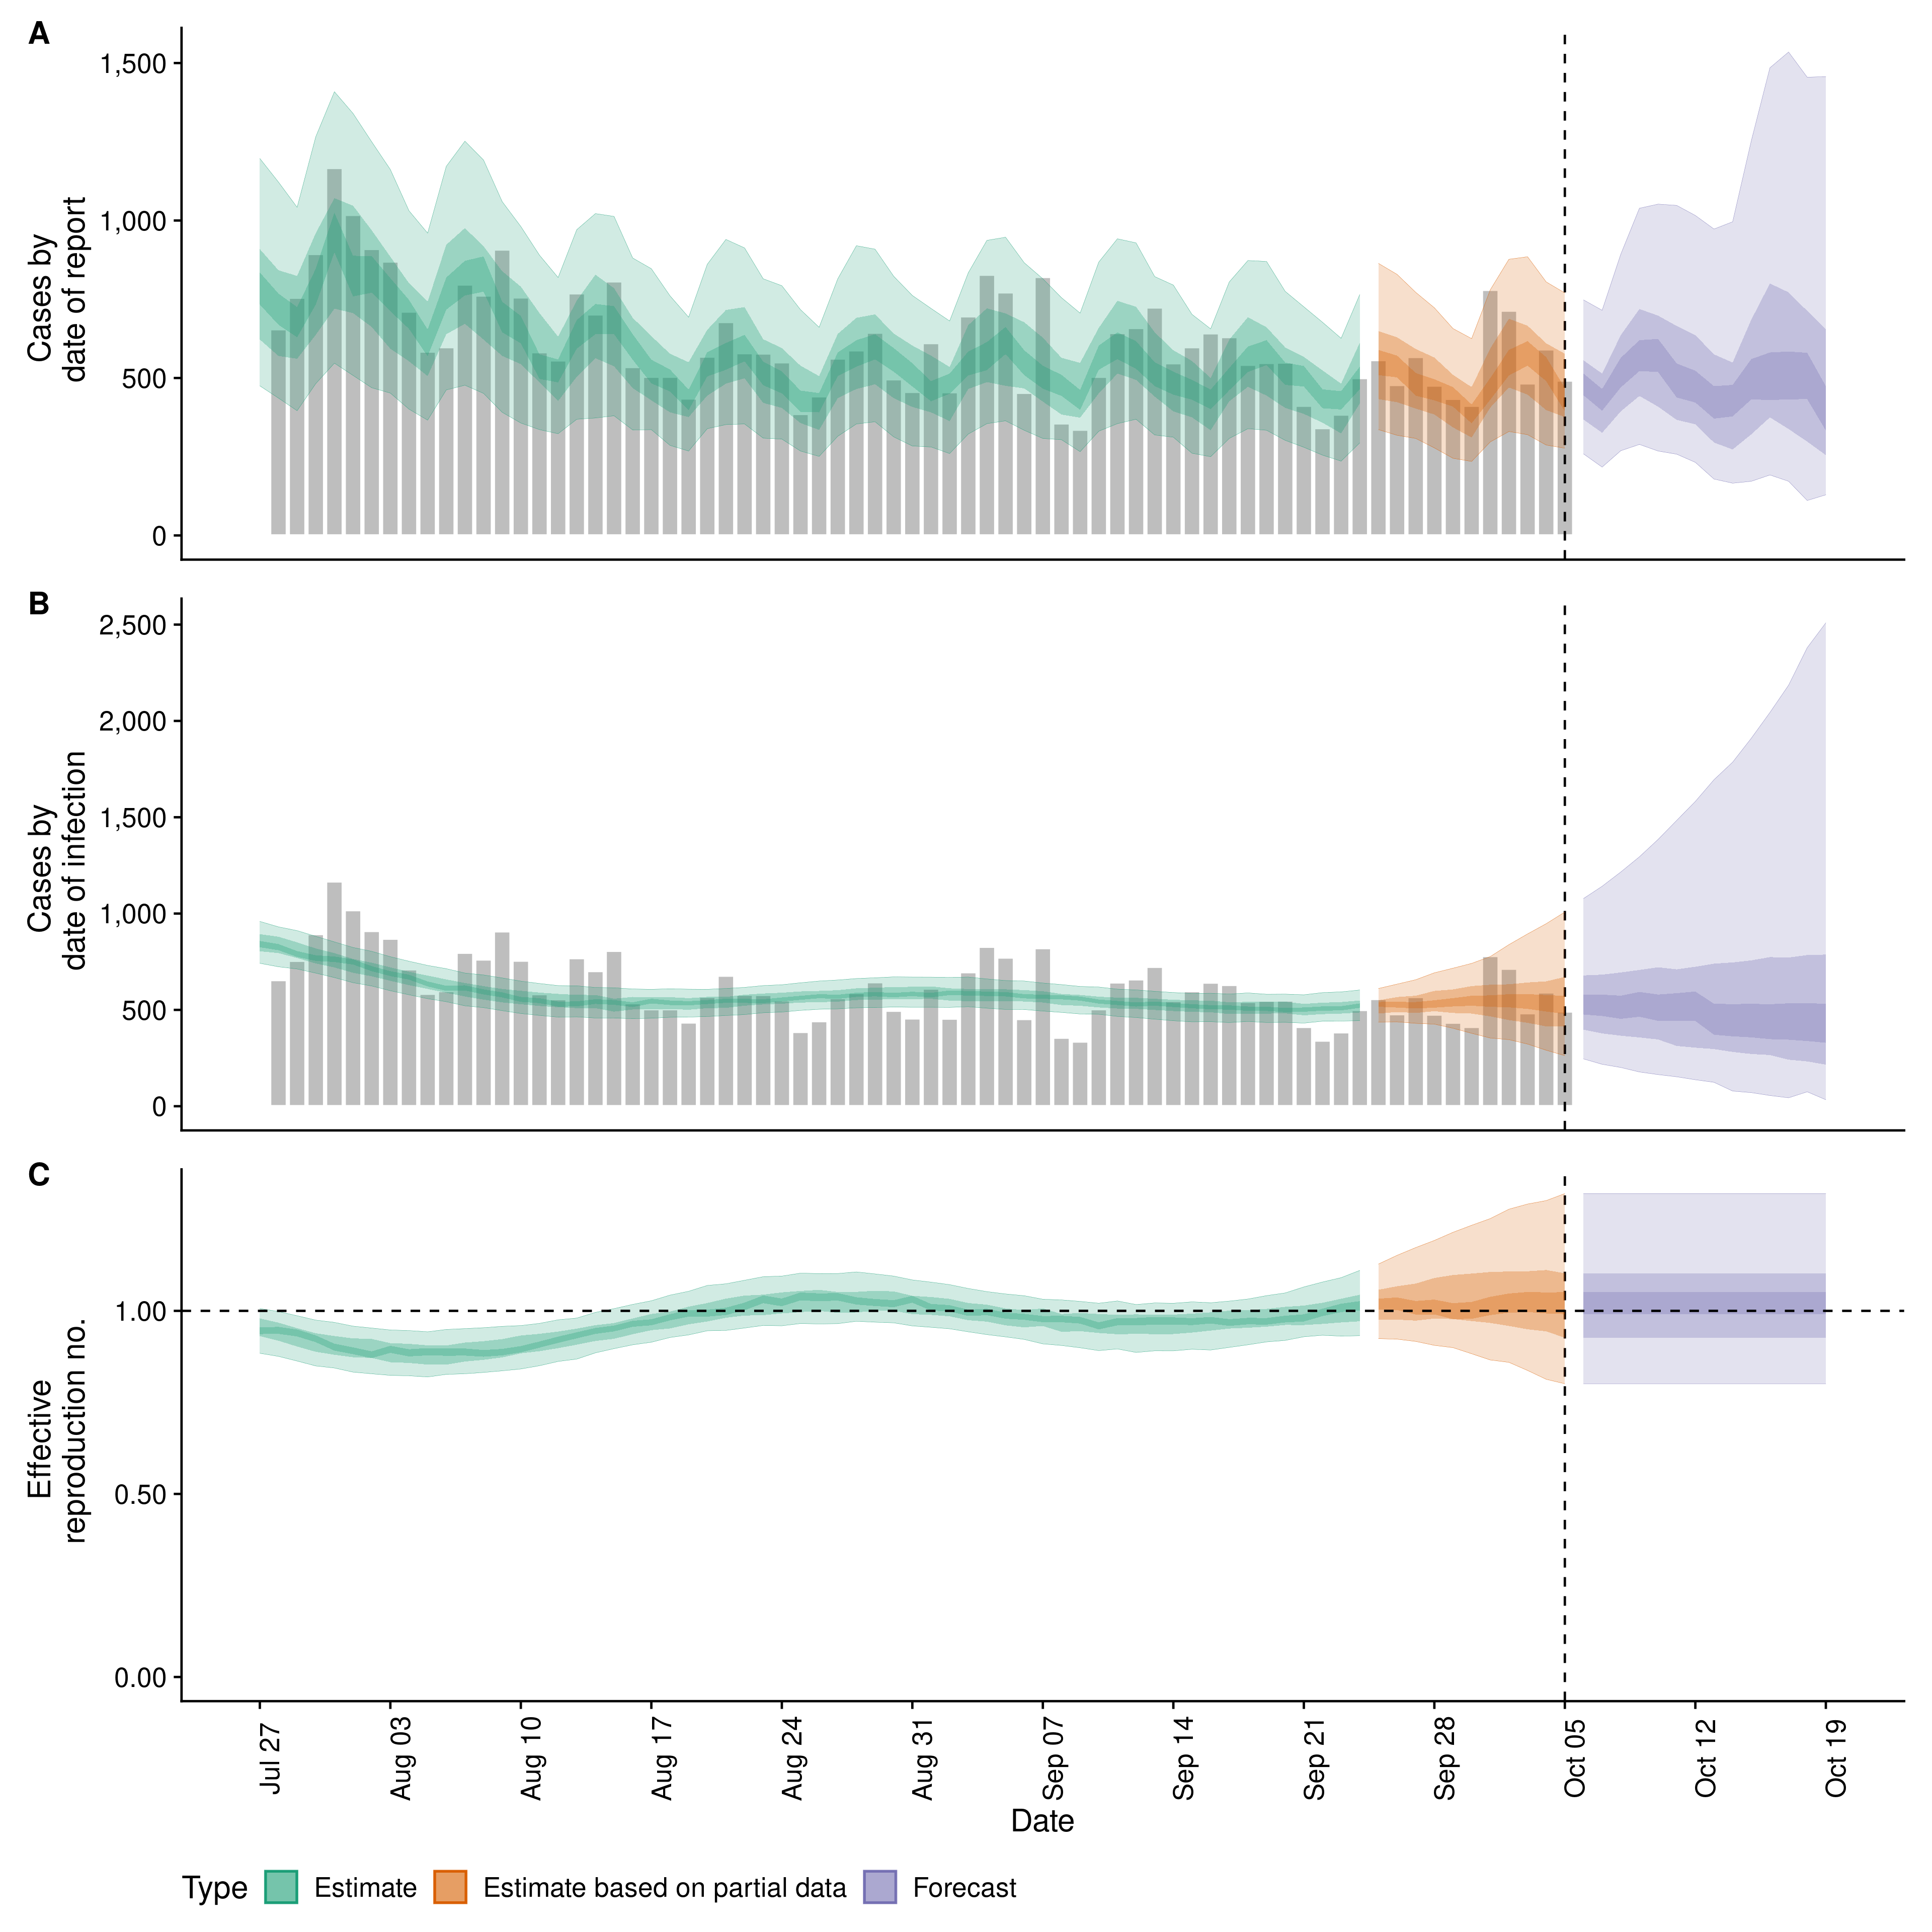 A
1,500
1,000
500
0
Cases by
date of report
B
2,500
2,000
1,500
1,000
500
0
Cases by
date of infection
C
1.00
0.50
0.00
Effective
reproduction no.
Jul 27
Aug 03
Aug 10
Aug 17
Aug 24
Aug 31
Sep 07
Sep 14
Sep 21
Sep 28
Oct 05
Oct 12
Oct 19
Date
Type Estimate Estimate based on partial data Forecast